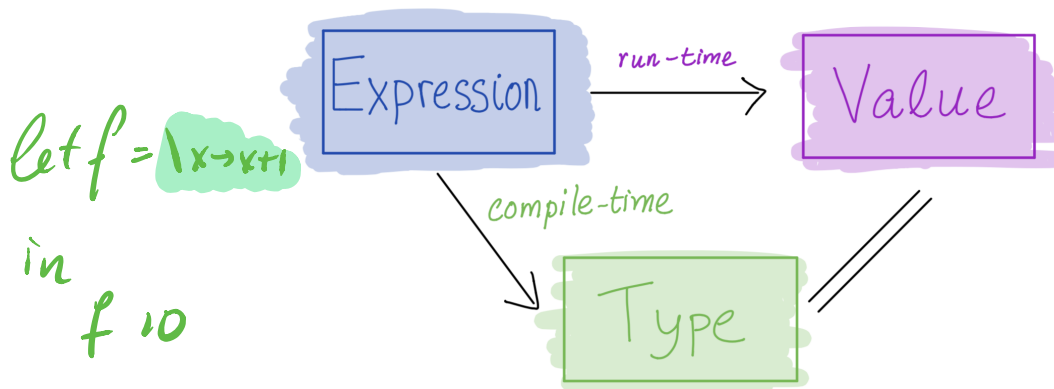 Expression
run-time
Value
let f = \x→x+1
compile-time
in
Type
f 10